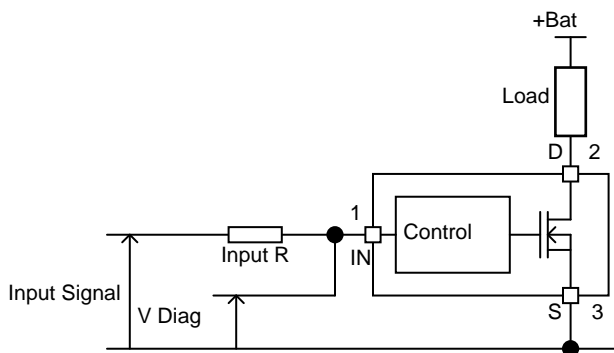 +Bat
Load
D 2
1
Control
IN
Input R
Input Signal
V Diag
S 3